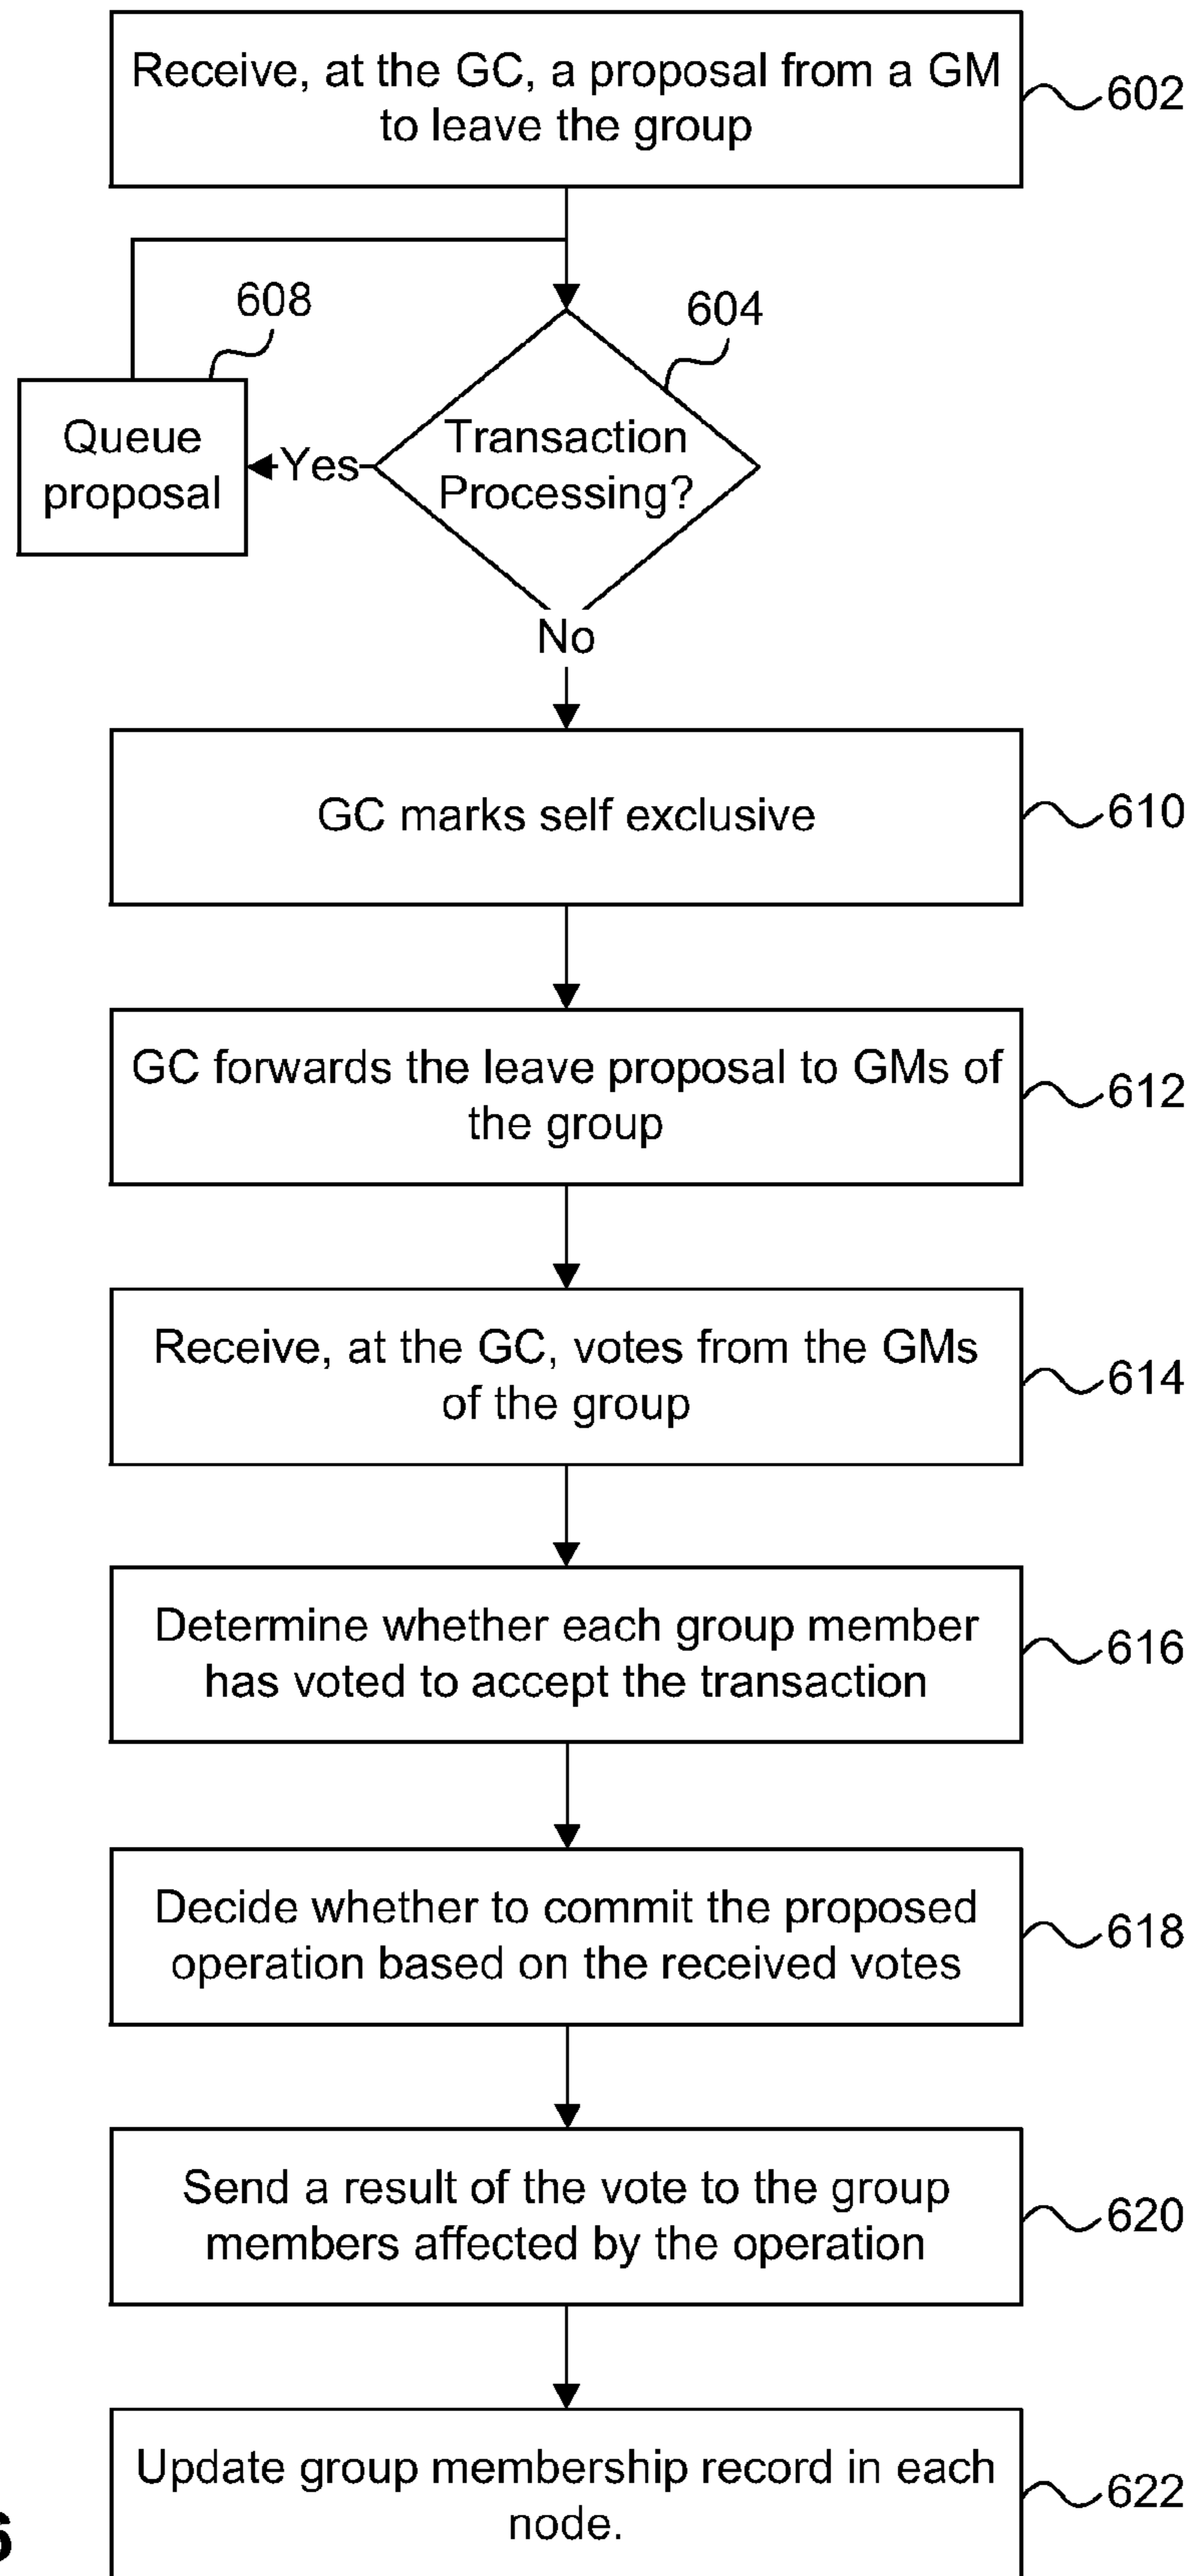 Receive, at the GC, a proposal from a GM
to leave the group
602
608
604
Queue
proposal
Yes
Transaction
Processing?
No
GC marks self exclusive
610
GC forwards the leave proposal to GMs of
the group
612
Receive, at the GC, votes from the GMs
of the group
614
Determine whether each group member
has voted to accept the transaction
616
Decide whether to commit the proposed
operation based on the received votes
618
Send a result of the vote to the group
members affected by the operation
620
Update group membership record in each
node.
622